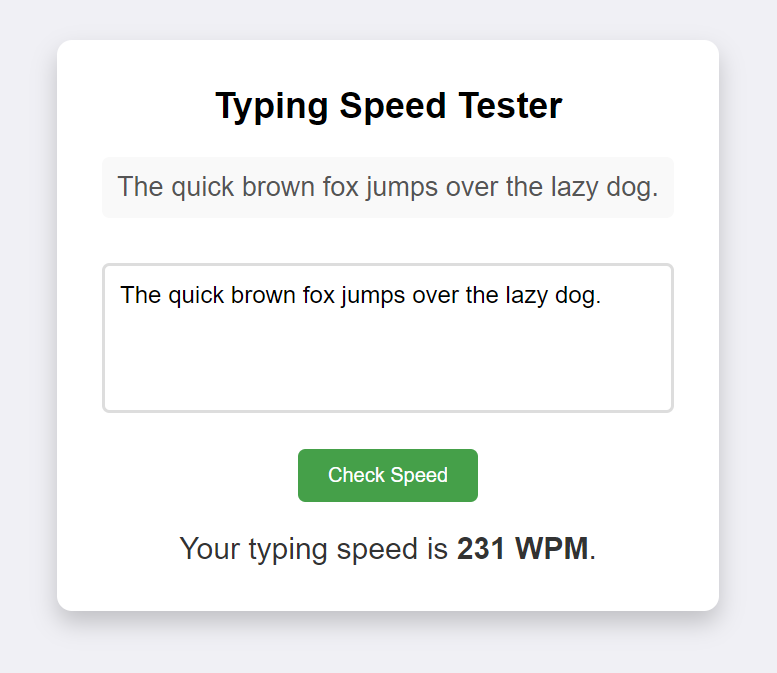 Typing Speed Tester
The quick brown fox jumps over the lazy dog.
The quick brown fox jumps over the lazy dog.
Check Speed
Your typing speed is 231 WPM.